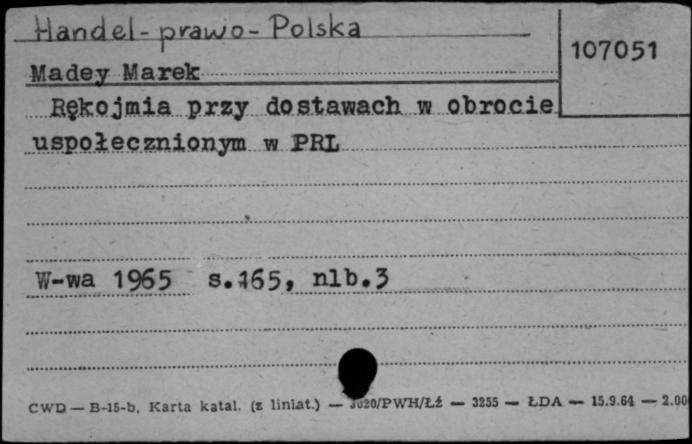 Handel - prawo - Polska
107051
Madey Marek
Rękojmia przy dostawach w obrocie
uspołecznionym w PRL
W-wa 1965 s.165, nlb.3
CWD — B-15-b, Karta katal. (z liniat.) — 3020/PWH/Łź — 3255 — ŁDA — 15.9.64 — 2.00